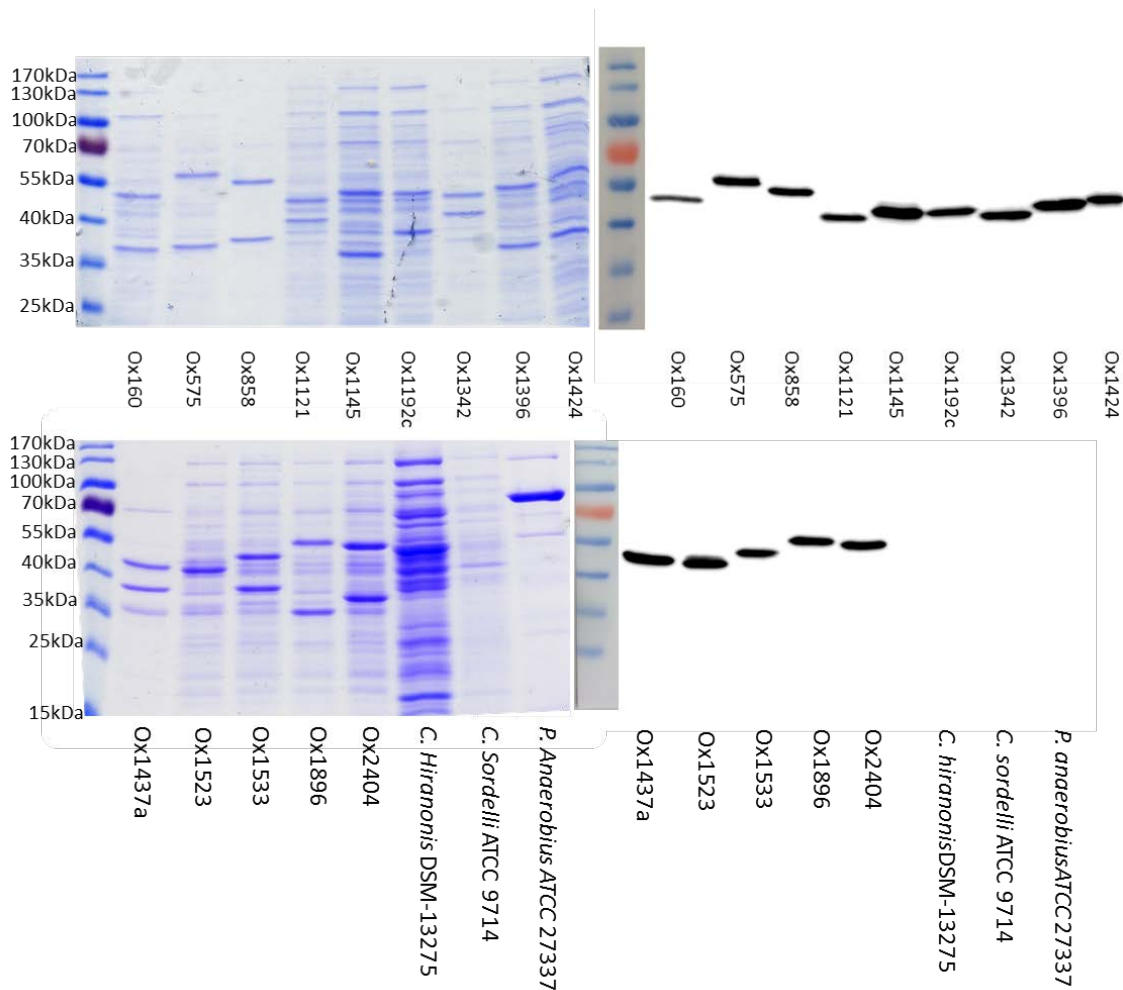 170kDa
130kDa
100kDa
70kDa
55kDa
40kDa
35kDa
25kDa
Ox160
Ox575
Ox858
Ox1121
Ox1145
Ox1192c
Ox1342
Ox1396
Ox1424
Ox160
Ox575
Ox858
Ox1121
Ox1145
Ox1192c
Ox1342
Ox1396
Ox1424
170kDa
130kDa
100kDa
70kDa
55kDa
40kDa
35kDa
25kDa
15kDa
Ox1437a
Ox1523
Ox1533
Ox1896
Ox2404
C. Hiranonis DSM-13275
C. Sordelli ATCC 9714
P. Anaerobius ATCC 27337
Ox1437a
Ox1523
Ox1533
Ox1896
Ox2404
C. hiranonisDSM-13275
C. sordelli ATCC 9714
P. anaerobiusATCC 27337